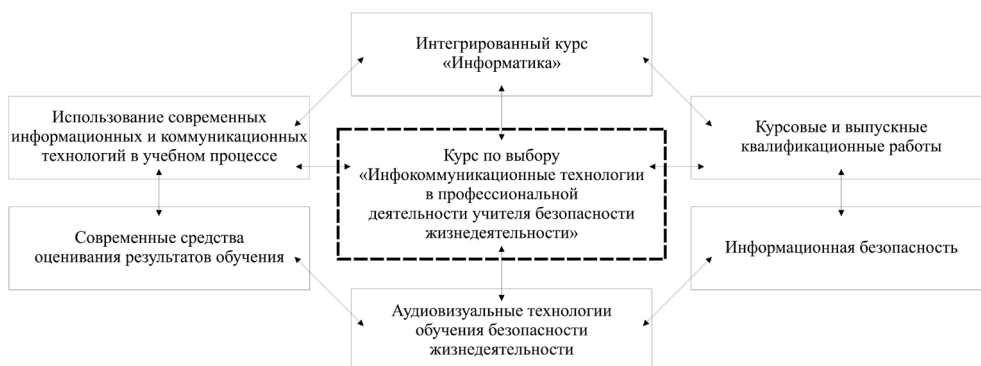 Интегрированный курс
«Информатика»
Использование современных
информационных и коммуникационных
технологий в учебном процессе
Курсовые и выпускные
квалификационные работы
Курс по выбору
«Инфокоммуникационные технологии
в профессиональной
деятельности учителя безопасности
жизнедеятельности»
Современные средства
оценивания результатов обучения
Информационная безопасность
Аудиовизуальные технологии
обучения безопасности
жизнедеятельности